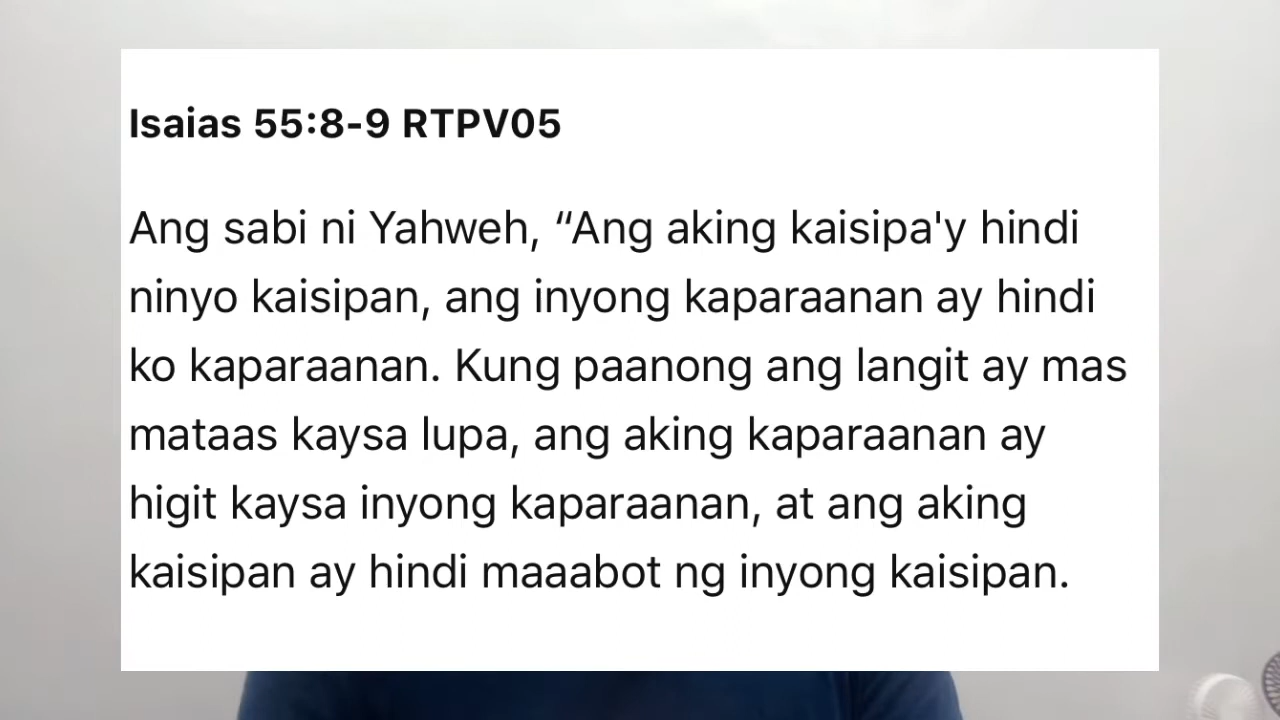 Isaias 55:8-9 RTPV05
Ang sabi ni Yahweh, “Ang aking kaisipa'y hindi
ninyo kaisipan, ang inyong kaparaanan ay hindi
ko kaparaanan. Kung paanong ang langit ay mas
mataas kaysa lupa, ang aking kaparaanan ay
higit kaysa inyong kaparaanan, at ang aking
kaisipan ay hindi maaabot ng inyong kaisipan.